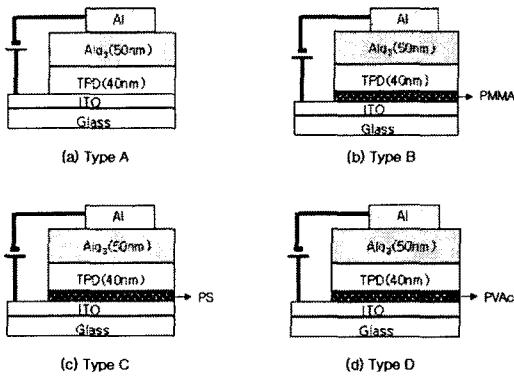 Al
Alq₃(50nm)
TPD(40nm)
ITO
Glass
(a) Type A
Al
Alq₃(50nm)
TPD(40nm)
PMMA
ITO
Glass
(b) Type B
Al
Alq₃(50nm)
TPD(40nm)
PS
ITO
Glass
(c) Type C
Al
Alq₃(50nm)
TPD(40nm)
PVAc
ITO
Glass
(d) Type D